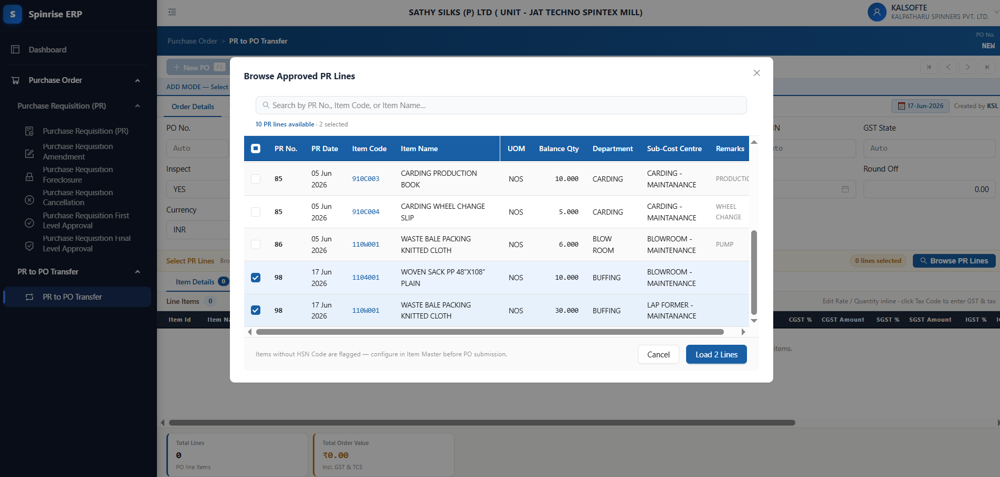 S
Spinrise ERP
Dashboard
Purchase Order
Purchase Requisition (PR)
Purchase Requisition (PR)
Purchase Requisition
Amendment
Purchase Requisition
Foreclosure
Purchase Requisition
Cancellation
Purchase Requisition First
Level Approval
Purchase Requisition Final
Level Approval
PR to PO Transfer
PR to PO Transfer
SATHY SILKS (P) LTD ( UNIT - JAT TECHNO SPINTEX MILL)
KALSOFTE
KALPATHARU SPINNERS PVT. LTD.
Purchase Order > PR to PO Transfer
PO No.
NEW
+ New PO F1
ADD MODE — Select
Order Details
17-Jun-2026
Created by KSL
PO No.
Auto
IN
to
GST State
Auto
Inspect
YES
Round Off
0.00
Currency
INR
Select PR Lines Bro
0 lines selected
Browse PR Lines
Item Details 0
Line Items 0
Edit Rate / Quantity inline · click Tax Code to enter GST & tax
Item Id Item Na CGST % CGST Amount SGST % SGST Amount IGST %
items.
Browse Approved PR Lines
Search by PR No., Item Code, or Item Name...
10 PR lines available · 2 selected
PR No. PR Date Item Code Item Name UOM Balance Qty Department Sub-Cost Centre Remarks
85 05 Jun 2026 910C003 CARDING PRODUCTION BOOK NOS 10.000 CARDING CARDING - MAINTANANCE PRODUCTIC
85 05 Jun 2026 910C004 CARDING WHEEL CHANGE SLIP NOS 5.000 CARDING CARDING - MAINTANANCE WHEEL CHANGE
86 05 Jun 2026 110W001 WASTE BALE PACKING KNITTED CLOTH NOS 6.000 BLOW ROOM BLOWROOM - MAINTENANCE PUMP
98 17 Jun 2026 1104001 WOVEN SACK PP 48"X108" PLAIN NOS 10.000 BUFFING BLOWROOM - MAINTENANCE
98 17 Jun 2026 110W001 WASTE BALE PACKING KNITTED CLOTH NOS 30.000 BUFFING LAP FORMER - MAINTANANCE
Items without HSN Code are flagged — configure in Item Master before PO submission.
Cancel
Load 2 Lines
Total Lines
0
PO line items
Total Order Value
₹0.00
Incl. GST & TCS